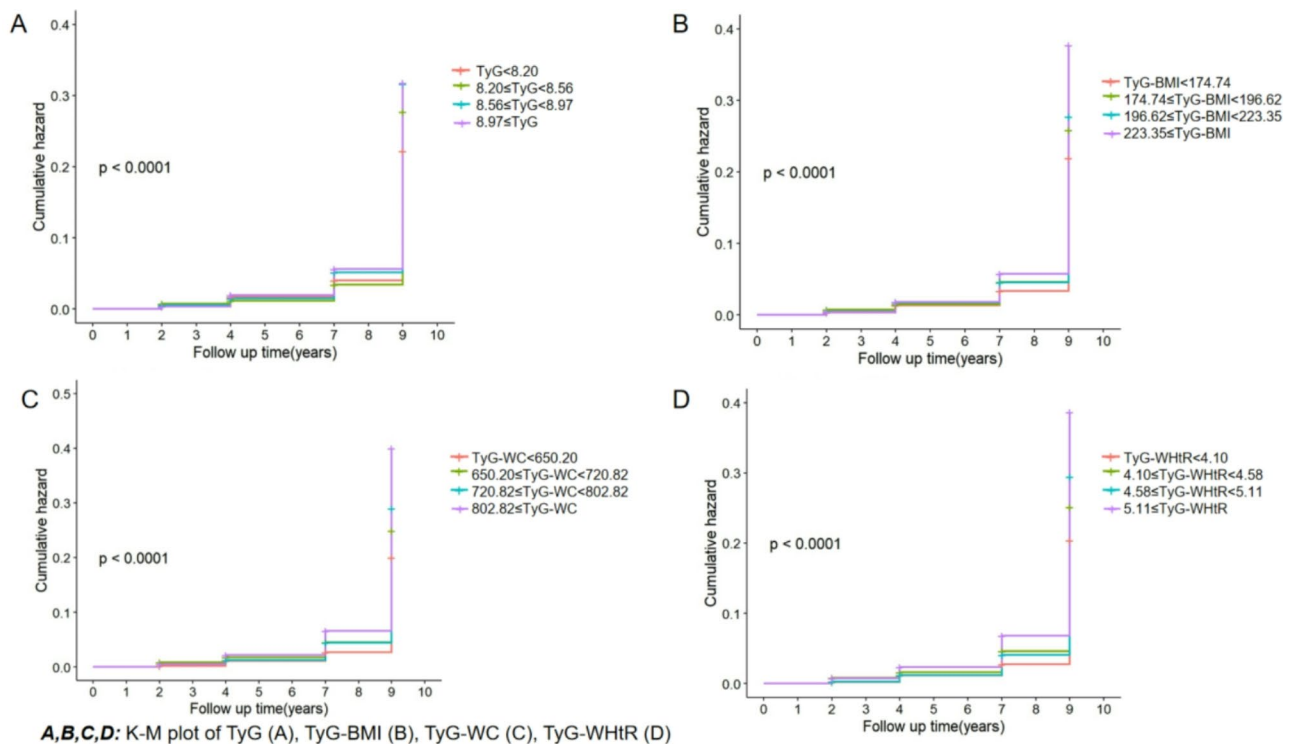 A
0.4
0.3
0.2
0.1
0.0
Cumulative hazard
p < 0.0001
0 1 2 3 4 5 6 7 8 9 10
Follow up time(years)
TyG<8.20
8.20≤TyG<8.56
8.56≤TyG<8.97
8.97≤TyG
B
0.4
0.3
0.2
0.1
0.0
Cumulative hazard
p < 0.0001
0 1 2 3 4 5 6 7 8 9 10
Follow up time(years)
TyG-BMI<174.74
174.74≤TyG-BMI<196.62
196.62≤TyG-BMI<223.35
223.35≤TyG-BMI
C
0.5
0.4
0.3
0.2
0.1
0.0
Cumulative hazard
p < 0.0001
0 1 2 3 4 5 6 7 8 9 10
Follow up time(years)
TyG-WC<650.20
650.20≤TyG-WC<720.82
720.82≤TyG-WC<802.82
802.82≤TyG-WC
D
0.4
0.3
0.2
0.1
0.0
Cumulative hazard
p < 0.0001
0 1 2 3 4 5 6 7 8 9 10
Follow up time(years)
TyG-WHtR<4.10
4.10≤TyG-WHtR<4.58
4.58≤TyG-WHtR<5.11
5.11≤TyG-WHtR
A,B,C,D: K-M plot of TyG (A), TyG-BMI (B), TyG-WC (C), TyG-WHtR (D)